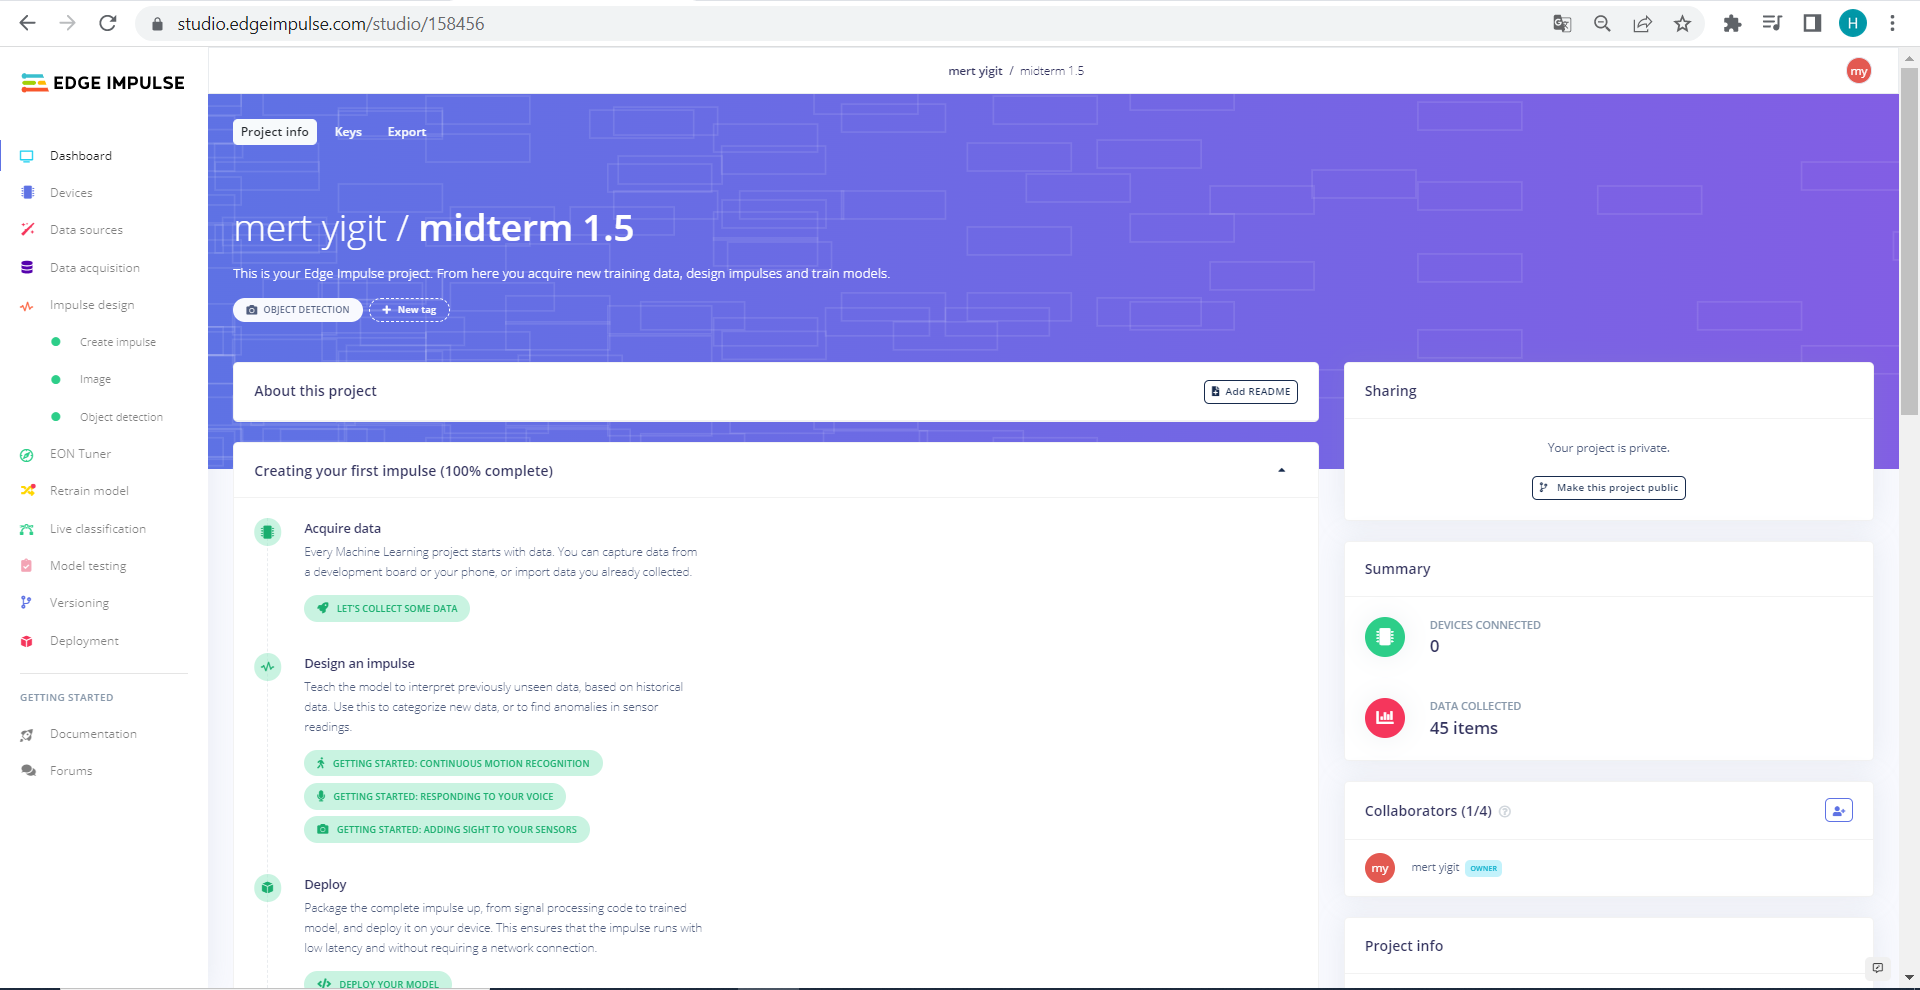 studio.edgeimpulse.com/studio/158456
H
EDGE IMPULSE
mert yigit / midterm 1.5
my
Dashboard
Devices
Data sources
Data acquisition
Impulse design
Create impulse
Image
Object detection
EON Tuner
Retrain model
Live classification
Model testing
Versioning
Deployment
GETTING STARTED
Documentation
Forums
Project info
Keys
Export
mert yigit / midterm 1.5
This is your Edge Impulse project. From here you acquire new training data, design impulses and train models.
OBJECT DETECTION
+ New tag
About this project
Add README
Creating your first impulse (100% complete)
Acquire data
Every Machine Learning project starts with data. You can capture data from
a development board or your phone, or import data you already collected.
LET'S COLLECT SOME DATA
Design an impulse
Teach the model to interpret previously unseen data, based on historical
data. Use this to categorize new data, or to find anomalies in sensor
readings.
GETTING STARTED: CONTINUOUS MOTION RECOGNITION
GETTING STARTED: RESPONDING TO YOUR VOICE
GETTING STARTED: ADDING SIGHT TO YOUR SENSORS
Deploy
Package the complete impulse up, from signal processing code to trained
model, and deploy it on your device. This ensures that the impulse runs with
low latency and without requiring a network connection.
</> DEPLOY YOUR MODEL
Sharing
Your project is private.
Make this project public
Summary
DEVICES CONNECTED
0
DATA COLLECTED
45 items
Collaborators (1/4) ?
my
mert yigit OWNER
Project info